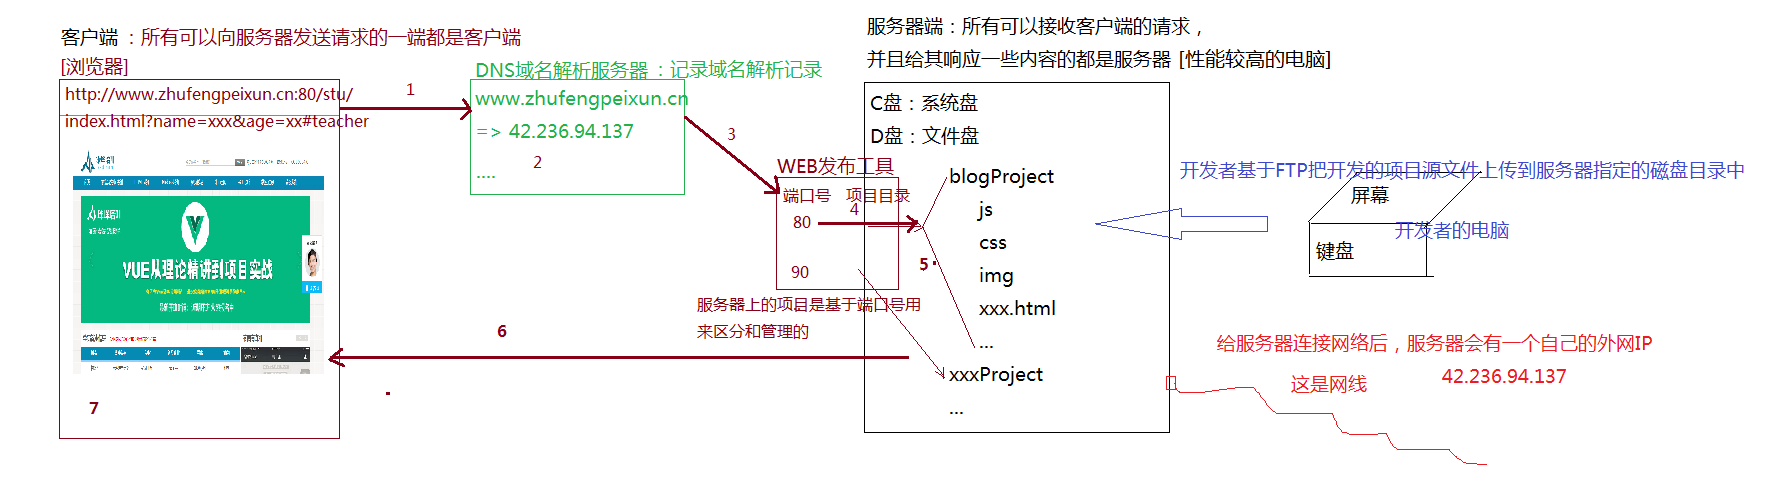 客户端 ：所有可以向服务器发送请求的一端都是客户端
[浏览器]
http://www.zhufengpeixun.cn:80/stu/
index.html?name=xxx&age=xx#teacher
VUE从理论精讲到项目实战
7
1
DNS域名解析服务器：记录域名解析记录
www.zhufengpeixun.cn
=> 42.236.94.137
2
....
3
WEB发布工具
端口号 项目目录
4
80
90
5
服务器上的项目是基于端口号用
来区分和管理的
6
服务器端：所有可以接收客户端的请求，
并且给其响应一些内容的都是服务器 [性能较高的电脑]
C盘：系统盘
D盘：文件盘
blogProject
js
css
img
xxx.html
...
xxxProject
...
开发者基于FTP把开发的项目源文件上传到服务器指定的磁盘目录中
屏幕
开发者的电脑
键盘
给服务器连接网络后，服务器会有一个自己的外网IP
42.236.94.137
这是网线